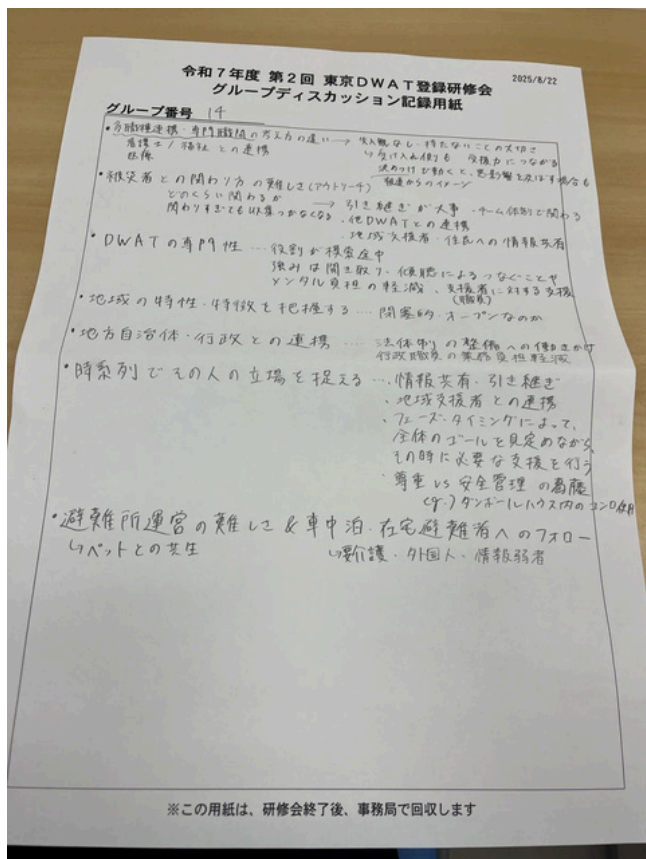 令和7年度 第2回 東京DWAT登録研修会
2025/8/22
グループディスカッション記録用紙
グループ番号 14
・多職種連携・専門職間の考え方の違い → 先入観なし・持たないことの大切さ
看護士/福祉 との連携
医療
↳ 受け入れ側も 受援力につながる
決めつけで動くと、悪影響を及ぼす場合も
報道からのイメージ
・被災者との関わり方の難しさ(アウトリーチ)
どのくらい関わるか
関わりすぎても収集つかなくなる
→ 引き継ぎが大事 ・チーム体制で関わる
・他DWATとの連携
・地域支援者・住民への情報共有
・DWATの専門性 … 役割が模索途中
強みは聞き取り、傾聴によるつなぐことや
メンタル負担の軽減、支援者に対する支援
(職員)
・地域の特性・特徴を把握する … 閉塞的・オープンなのか
・地方自治体・行政との連携 … 法体制の整備への働きかけ
行政職員の業務負担軽減
・時系列でその人の立場を捉える … ・情報共有・引き継ぎ
・地域支援者との連携
・フェーズ・タイミングによって、
全体のゴールを見定めながら、
その時に必要な支援を行う
・尊重 vs 安全管理 の葛藤
(eg.) ダンボールハウス内のコンロ使用
・避難所運営の難しさ & 車中泊・在宅避難者へのフォロー
↳ペットとの共生
↳要介護・外国人・情報弱者
※この用紙は、研修会終了後、事務局で回収します